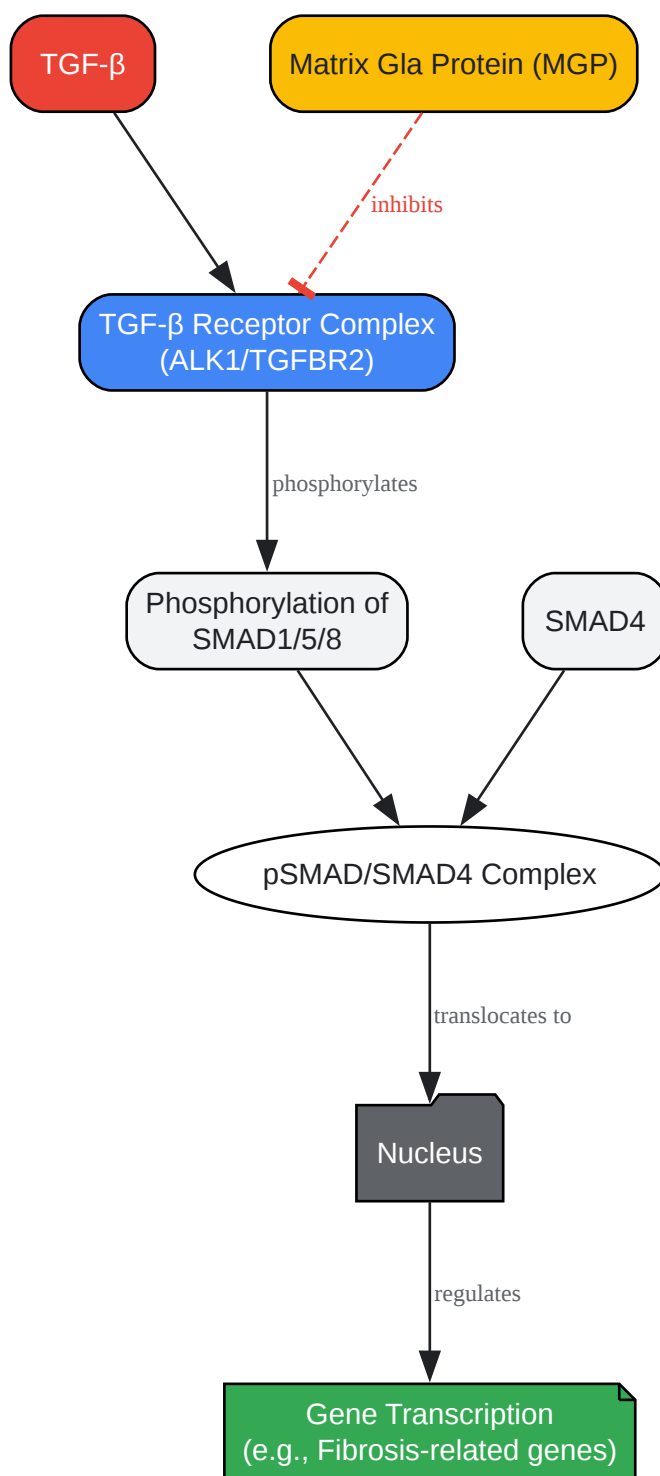 TGF-β
Matrix Gla Protein (MGP)
inhibits
TGF-β Receptor Complex
(ALK1/TGFBR2)
phosphorylates
Phosphorylation of
SMAD1/5/8
SMAD4
pSMAD/SMAD4 Complex
translocates to
Nucleus
regulates
Gene Transcription
(e.g., Fibrosis-related genes)